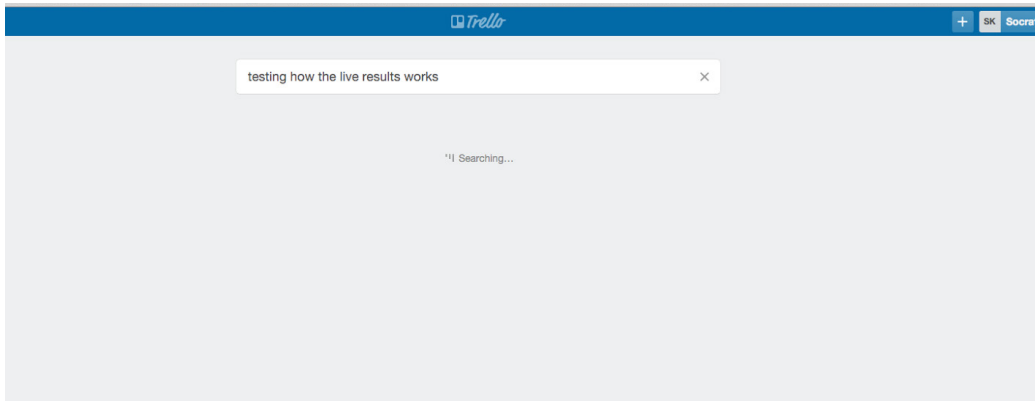 Trello
+ SK Socrat
testing how the live results works
Searching...